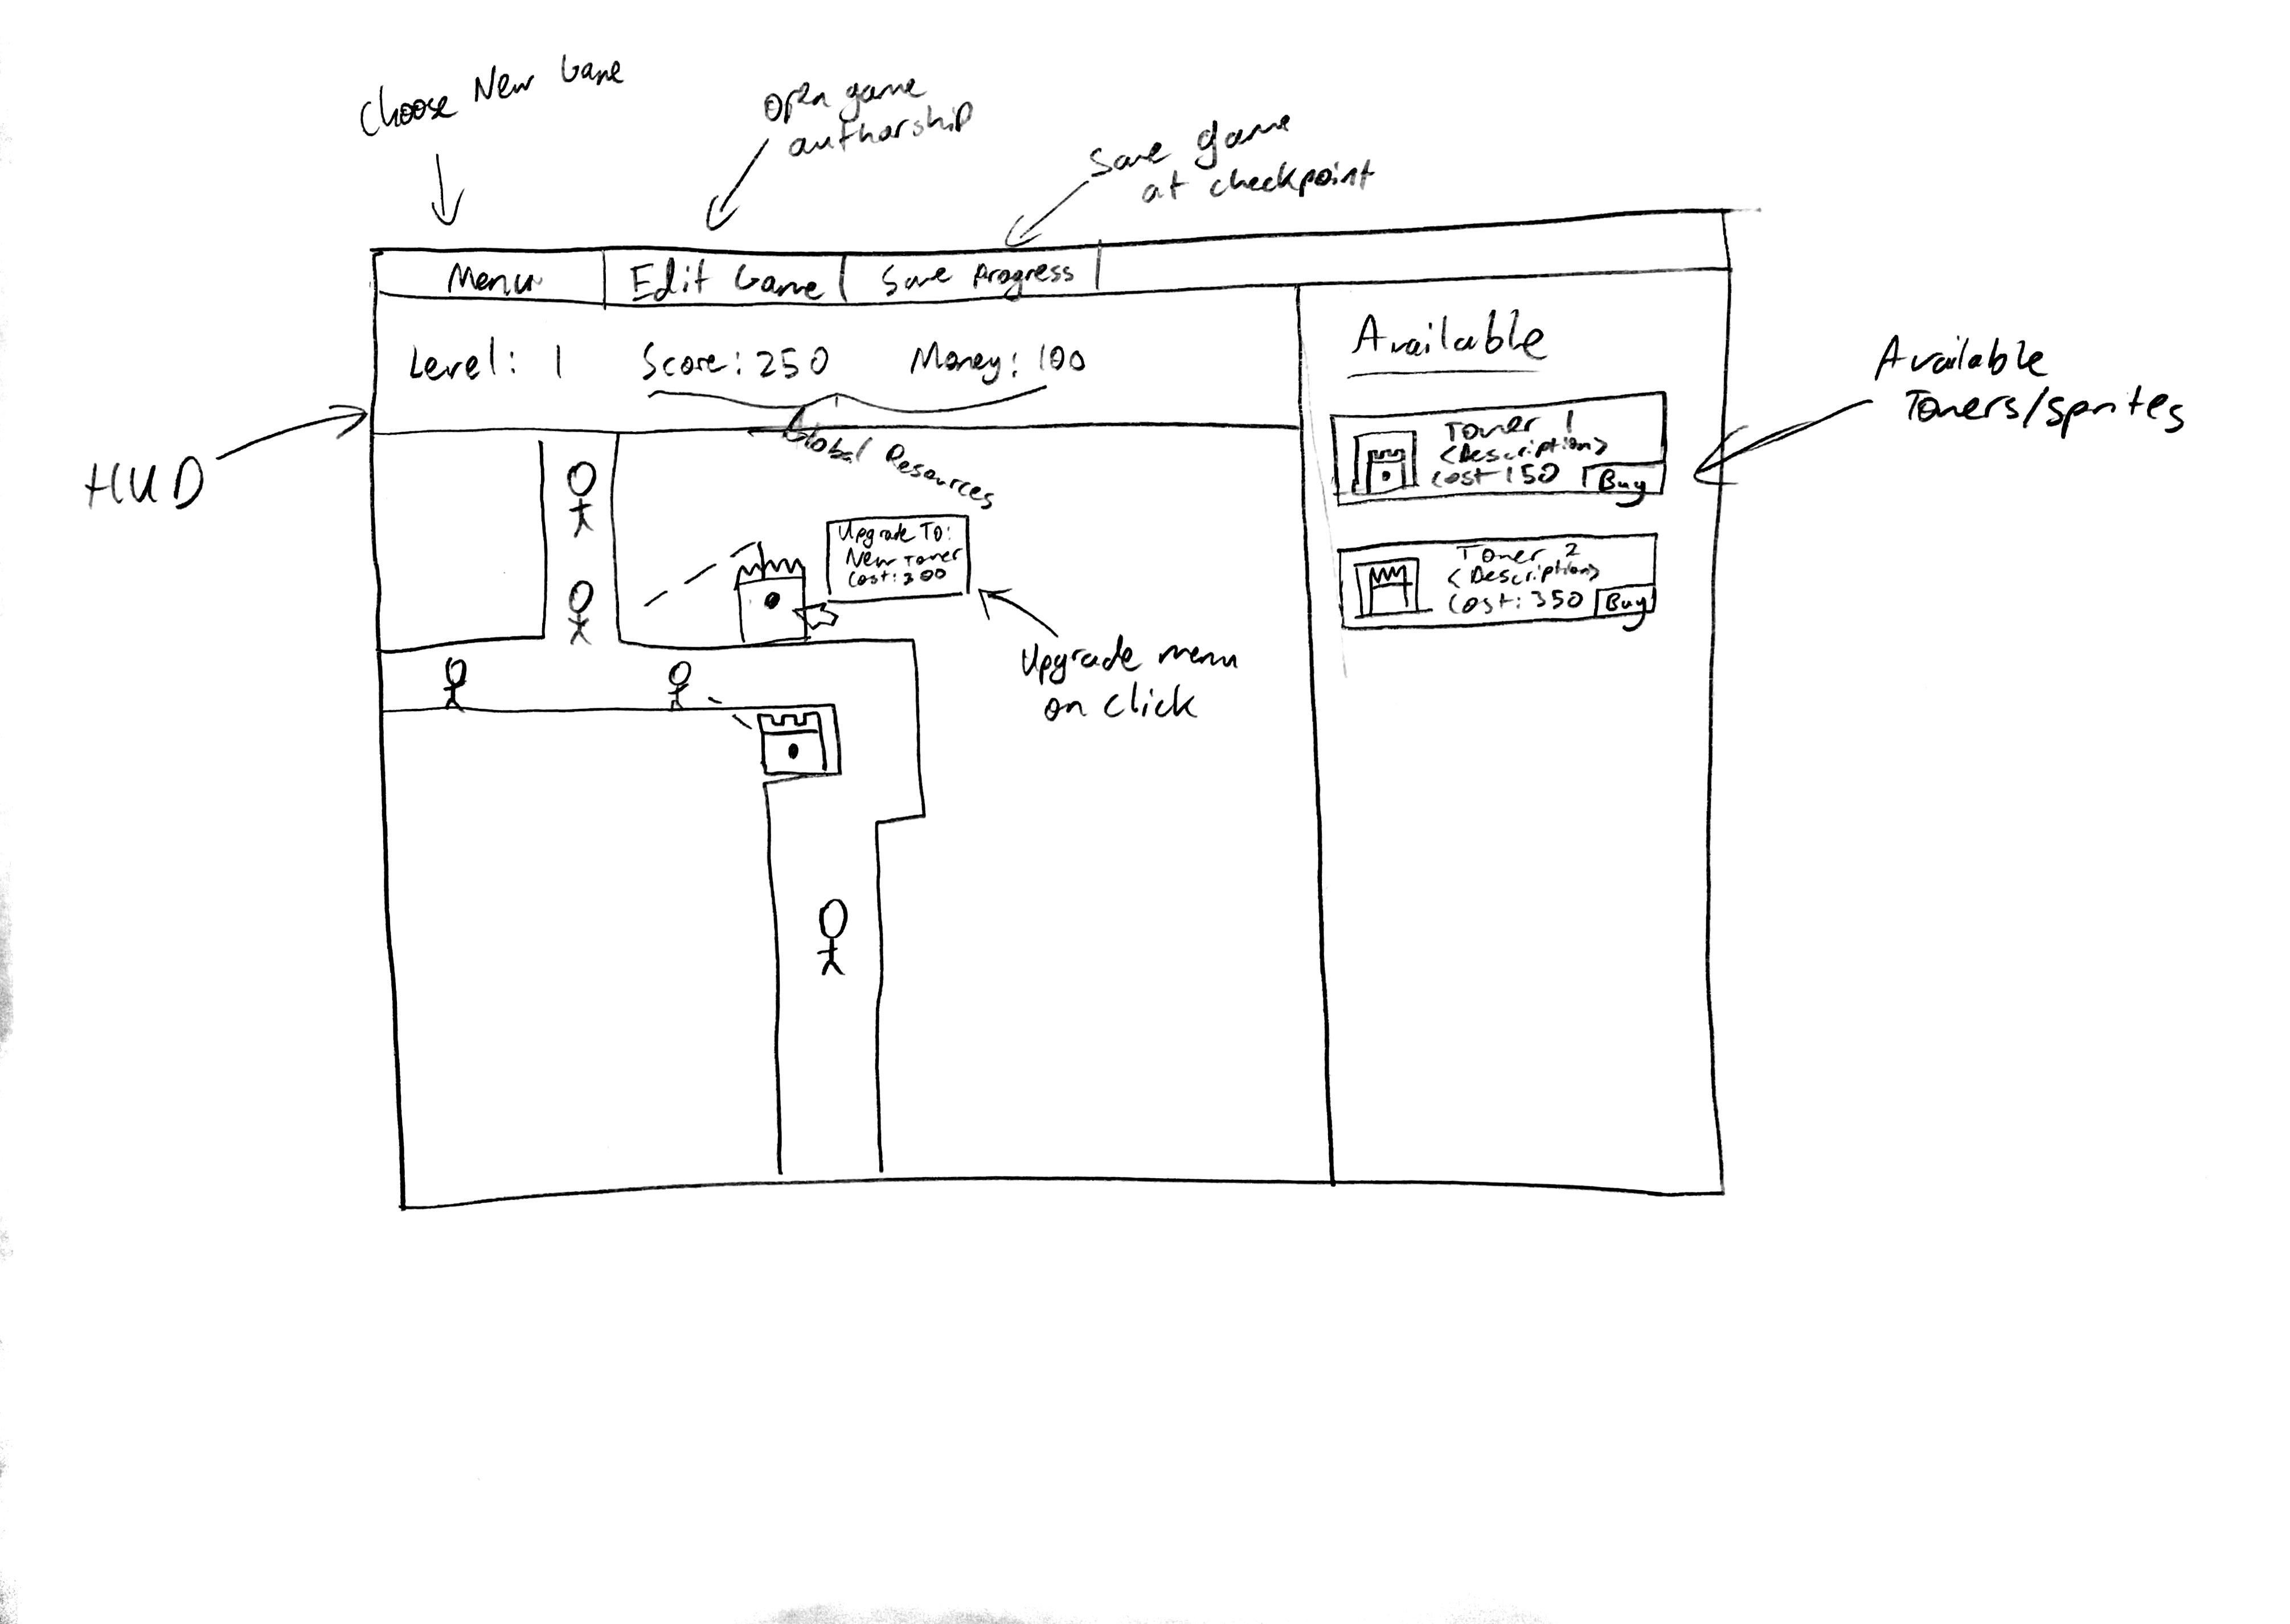 Choose New Game
open game
authorship
Save game
at checkpoint
Menu
Edit Game
Save Progress
Level: 1
Score: 250
Money: 100
Global Resources
HUD
Available
Tower 1
<Description>
Cost 150
Buy
Tower 2
<Description>
Cost: 350
Buy
Available
Towers/sprites
Upgrade To:
New Tower
Cost: 300
Upgrade menu
on click